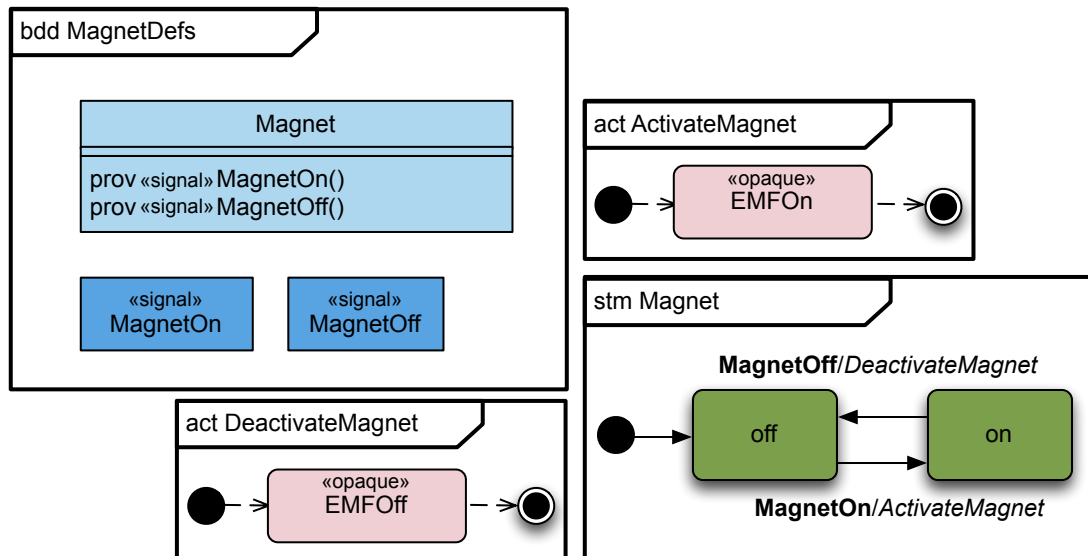 bdd MagnetDefs
Magnet
prov «signal» MagnetOn()
prov «signal» MagnetOff()
«signal»
MagnetOn
«signal»
MagnetOff
act ActivateMagnet
«opaque»
EMFOn
stm Magnet
MagnetOff/DeactivateMagnet
off
on
MagnetOn/ActivateMagnet
act DeactivateMagnet
«opaque»
EMFOff